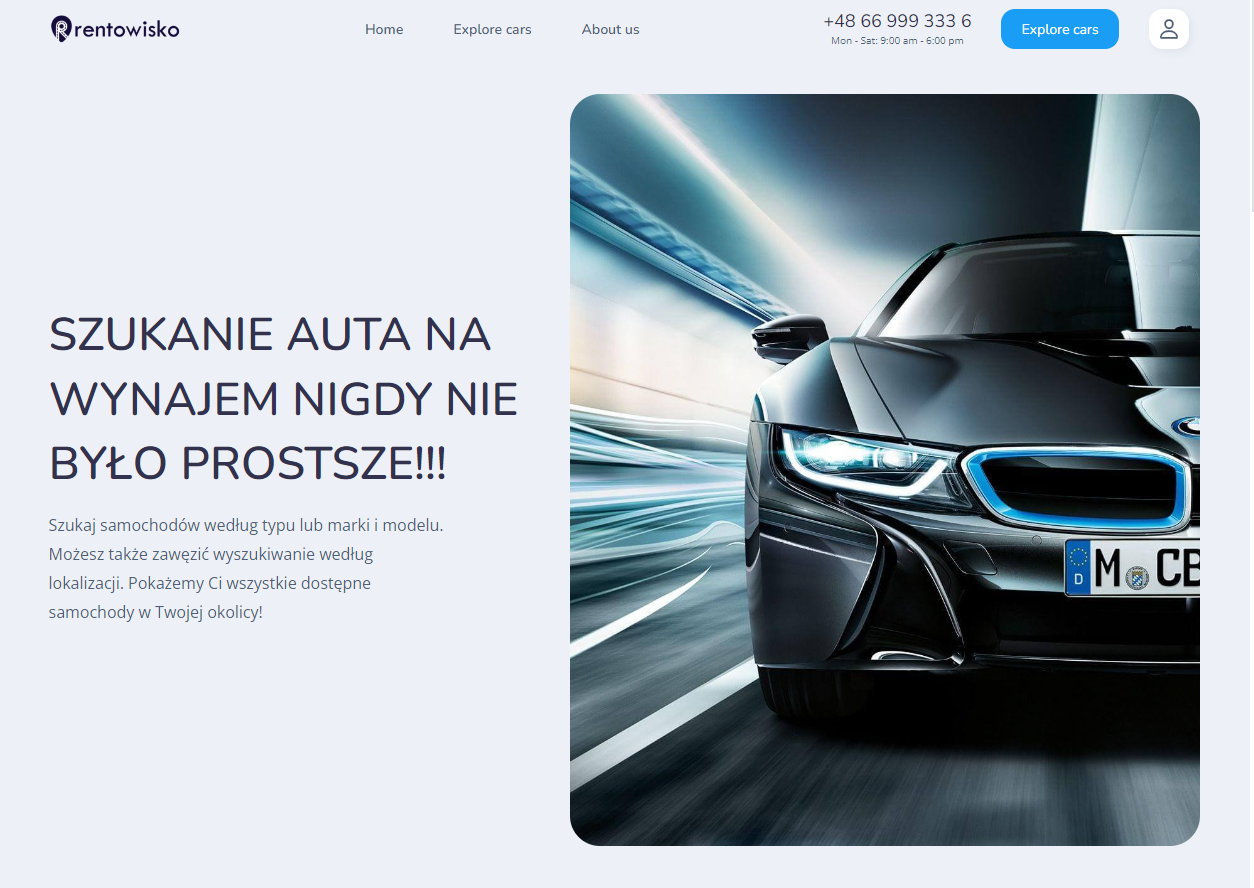 rentowisko
Home
Explore cars
About us
+48 66 999 333 6
Mon - Sat: 9:00 am - 6:00 pm
Explore cars
SZUKANIE AUTA NA
WYNAJEM NIGDY NIE
BYŁO PROSTSZE!!!
Szukaj samochodów według typu lub marki i modelu.
Możesz także zawęzić wyszukiwanie według
lokalizacji. Pokażemy Ci wszystkie dostępne
samochody w Twojej okolicy!
D
M CB